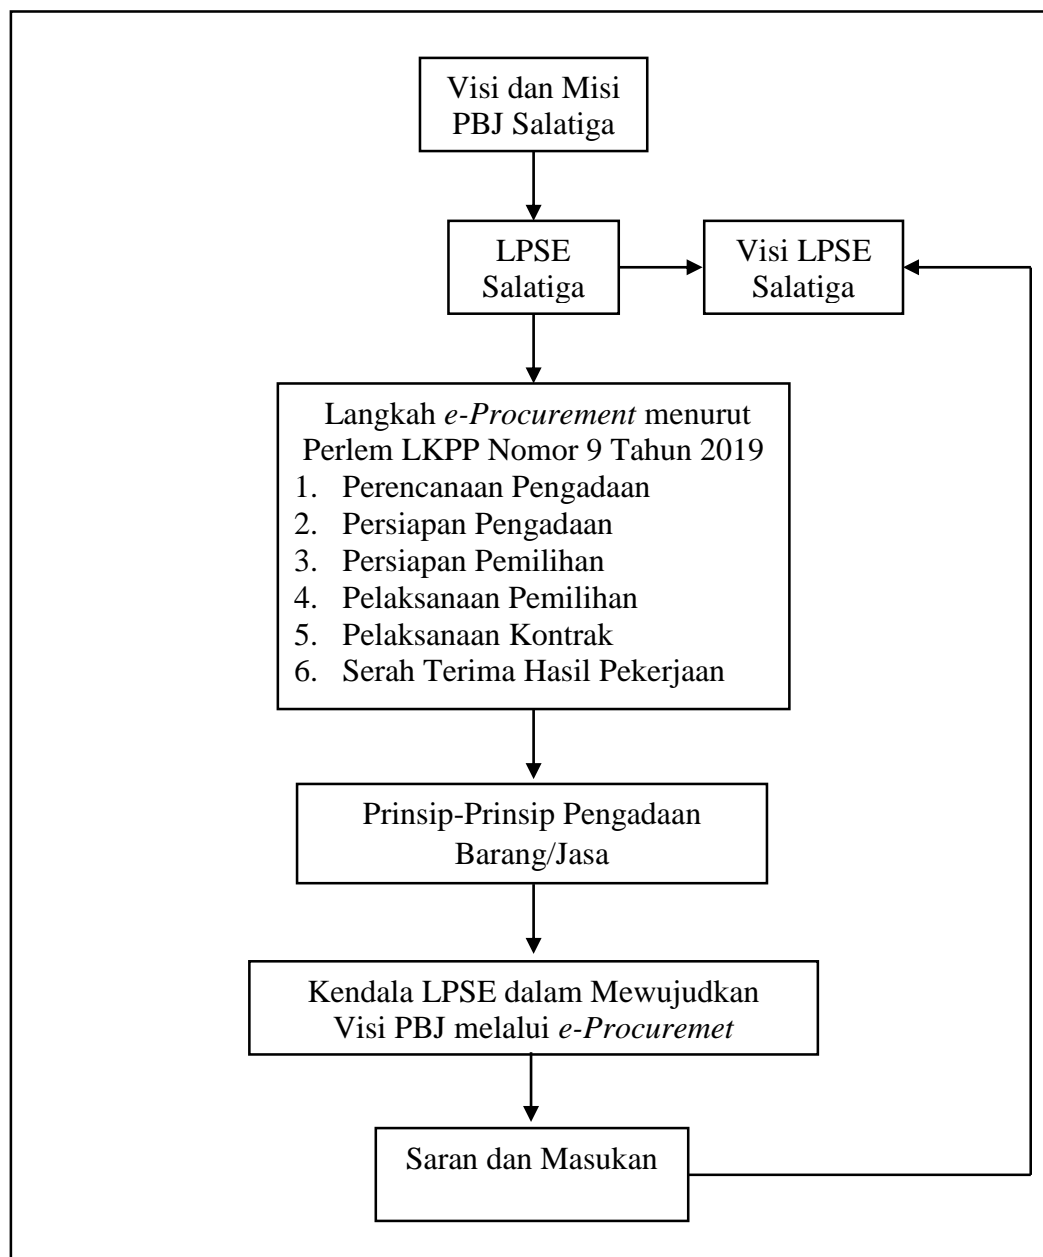 Visi dan Misi
PBJ Salatiga
LPSE
Salatiga
Visi LPSE
Salatiga
Langkah e-Procurement menurut
Perlem LKPP Nomor 9 Tahun 2019
1. Perencanaan Pengadaan
2. Persiapan Pengadaan
3. Persiapan Pemilihan
4. Pelaksanaan Pemilihan
5. Pelaksanaan Kontrak
6. Serah Terima Hasil Pekerjaan
Prinsip-Prinsip Pengadaan
Barang/Jasa
Kendala LPSE dalam Mewujudkan
Visi PBJ melalui e-Procuremet
Saran dan Masukan